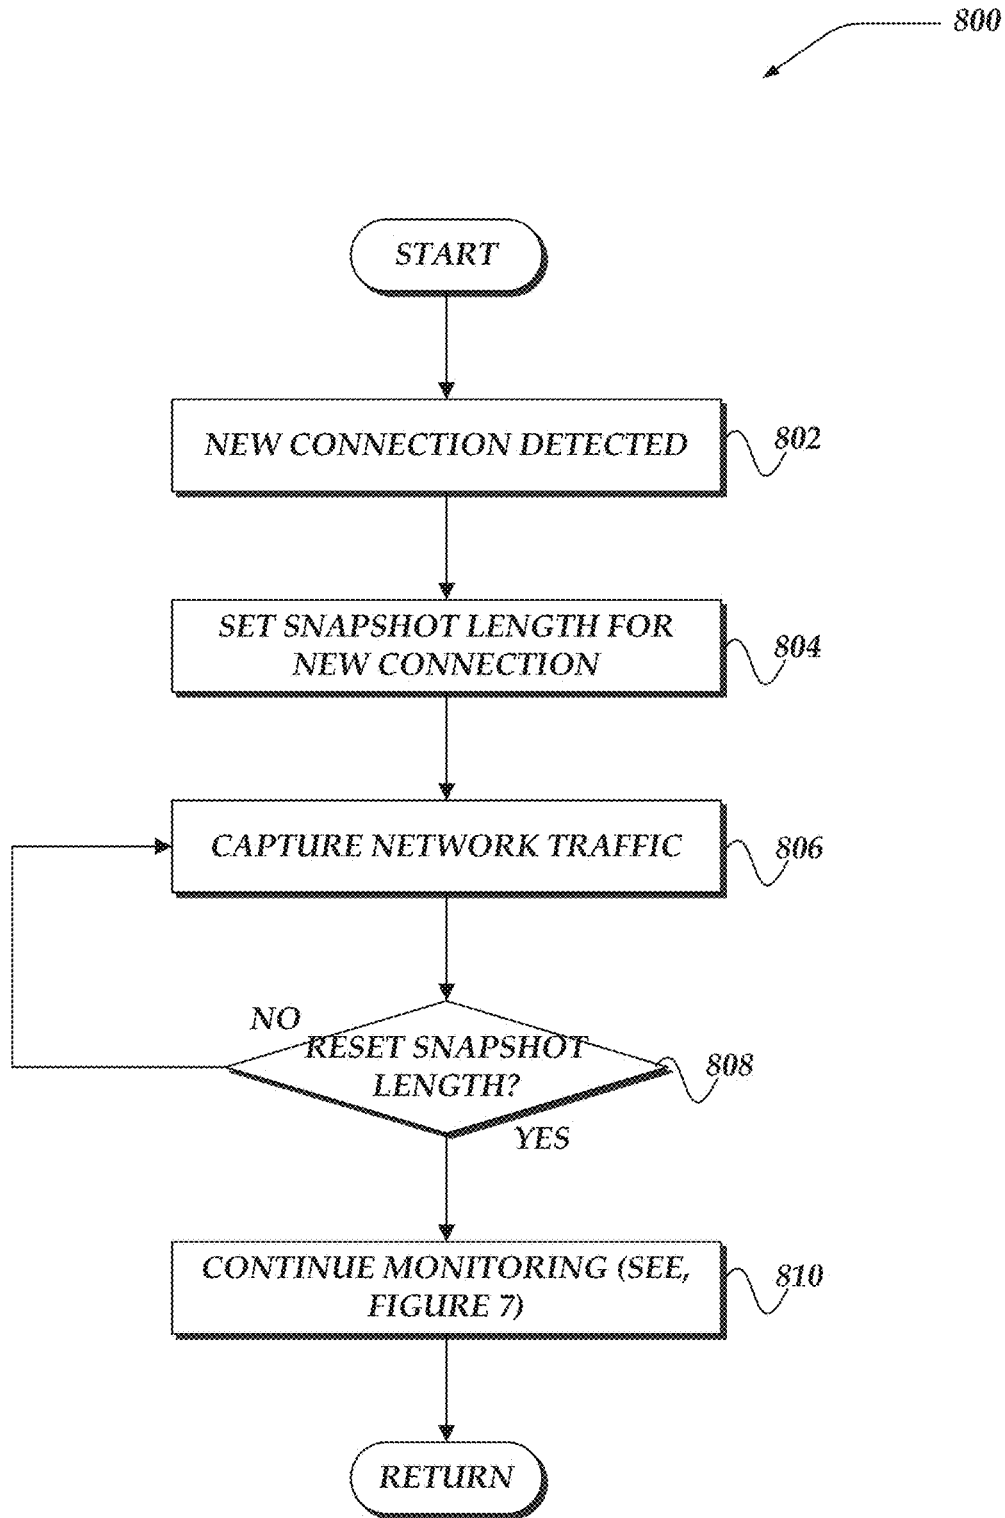 800
START
NEW CONNECTION DETECTED
802
SET SNAPSHOT LENGTH FOR
NEW CONNECTION
804
CAPTURE NETWORK TRAFFIC
806
NO
RESET SNAPSHOT
LENGTH?
808
YES
CONTINUE MONITORING (SEE,
FIGURE 7)
810
RETURN